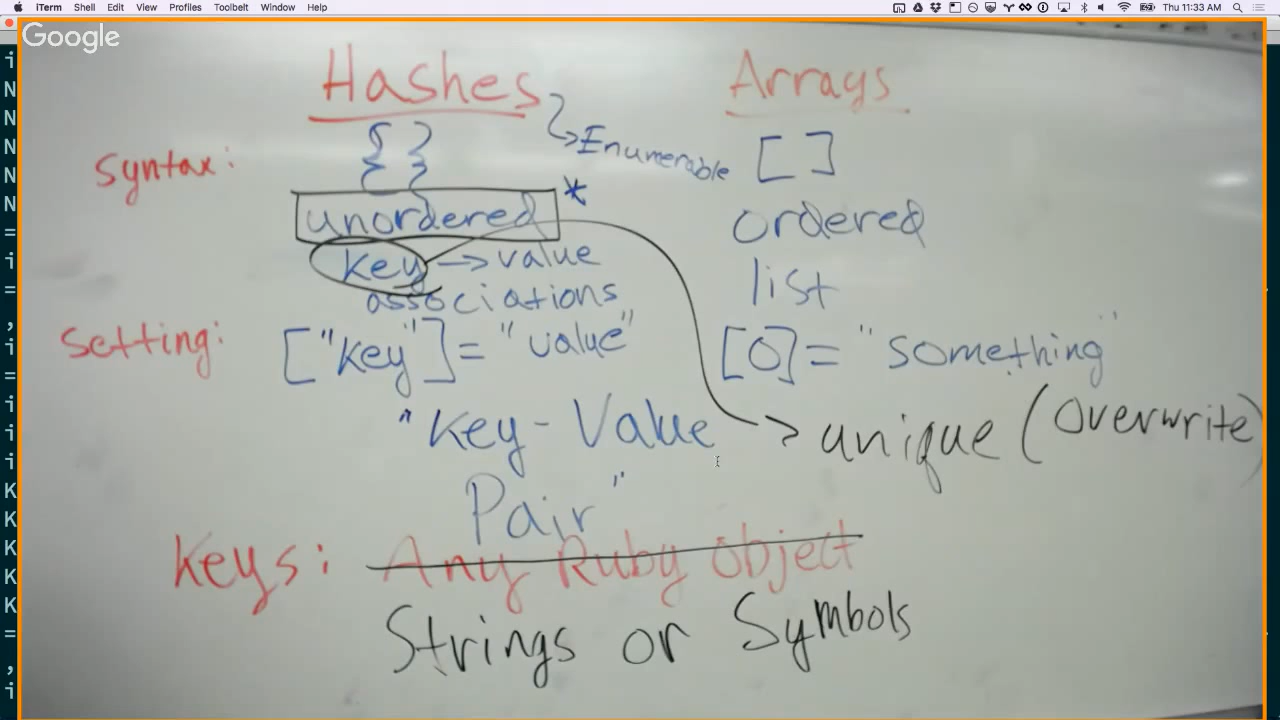 iTerm Shell Edit View Profiles Toolbelt Window Help
Thu 11:33 AM
Google
Hashes
Arrays
Enumerable
syntax:
{ }
[ ]
unordered *
ordered
key -> value
associations
list
Setting:
["key"] = "value"
[0] = "something"
"Key-Value
Pair"
-> unique (Overwrite)
Keys: Any Ruby Object
Strings or Symbols
i
N
N
N
N
N
=
i
=
,
i
=
i
i
i
K
K
K
K
K
=
,
i